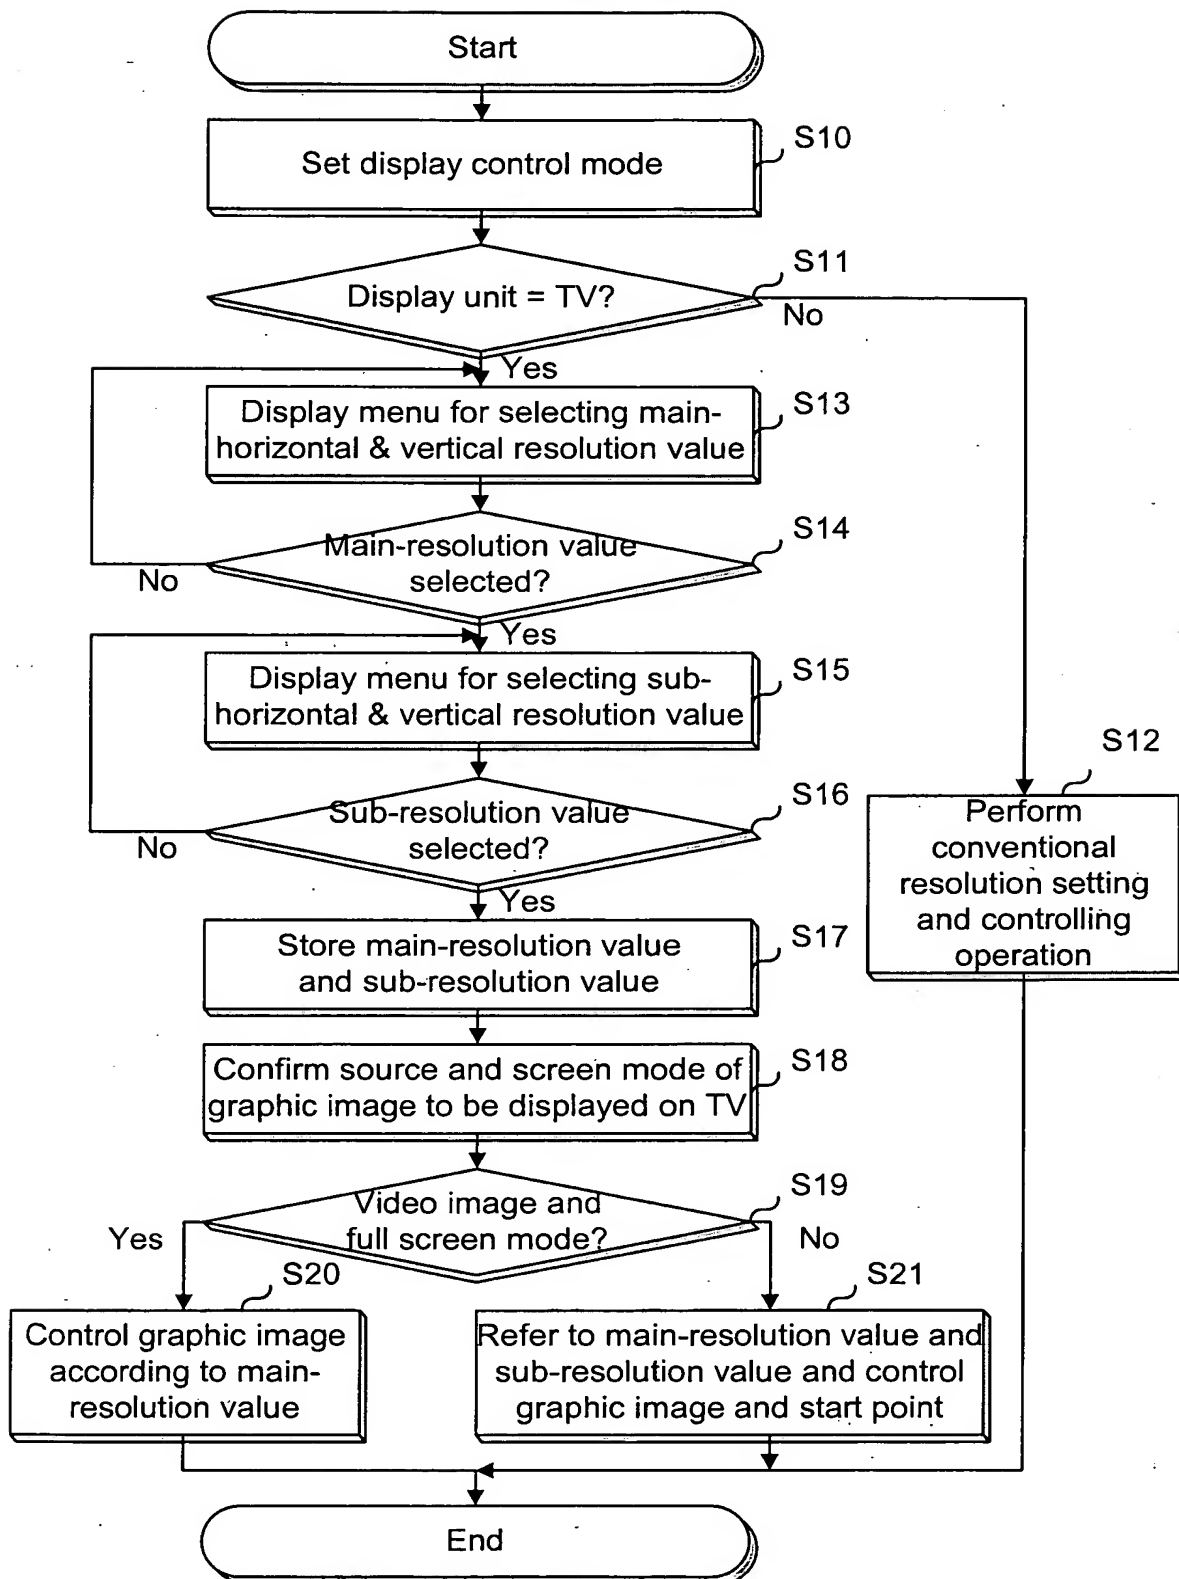 Start
S10
Set display control mode
S11
Display unit = TV?
No
Yes
S13
Display menu for selecting main-
horizontal & vertical resolution value
S14
Main-resolution value
selected?
No
Yes
S15
Display menu for selecting sub-
horizontal & vertical resolution value
S12
Perform
conventional
resolution setting
and controlling
operation
S16
Sub-resolution value
selected?
No
Yes
S17
Store main-resolution value
and sub-resolution value
S18
Confirm source and screen mode of
graphic image to be displayed on TV
S19
Video image and
full screen mode?
Yes
No
S20
Control graphic image
according to main-
resolution value
S21
Refer to main-resolution value and
sub-resolution value and control
graphic image and start point
End